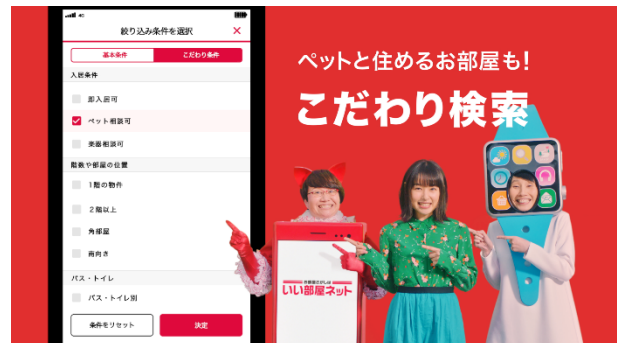 4G
絞り込み条件を選択
×
基本条件
こだわり条件
入居条件
即入居可
ペット相談可
楽器相談可
階数や部屋の位置
1階の物件
2階以上
角部屋
南向き
バス・トイレ
バス・トイレ別
条件をリセット
決定
ペットと住めるお部屋も!
こだわり検索
いい部屋ネット